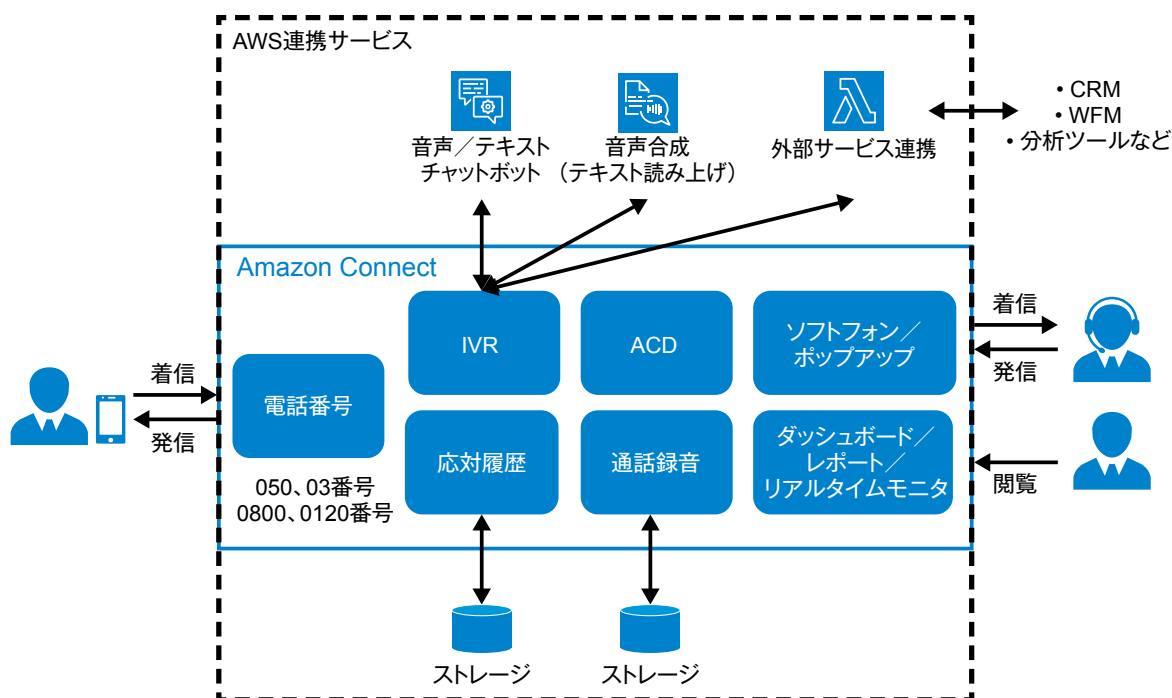 AWS連携サービス
音声／テキスト
チャットボット
音声合成
（テキスト読み上げ）
外部サービス連携
・CRM
・WFM
・分析ツールなど
Amazon Connect
IVR
ACD
ソフトフォン／
ポップアップ
着信
発信
着信
発信
電話番号
050、03番号
0800、0120番号
応対履歴
通話録音
ダッシュボード／
レポート／
リアルタイムモニタ
閲覧
ストレージ
ストレージ